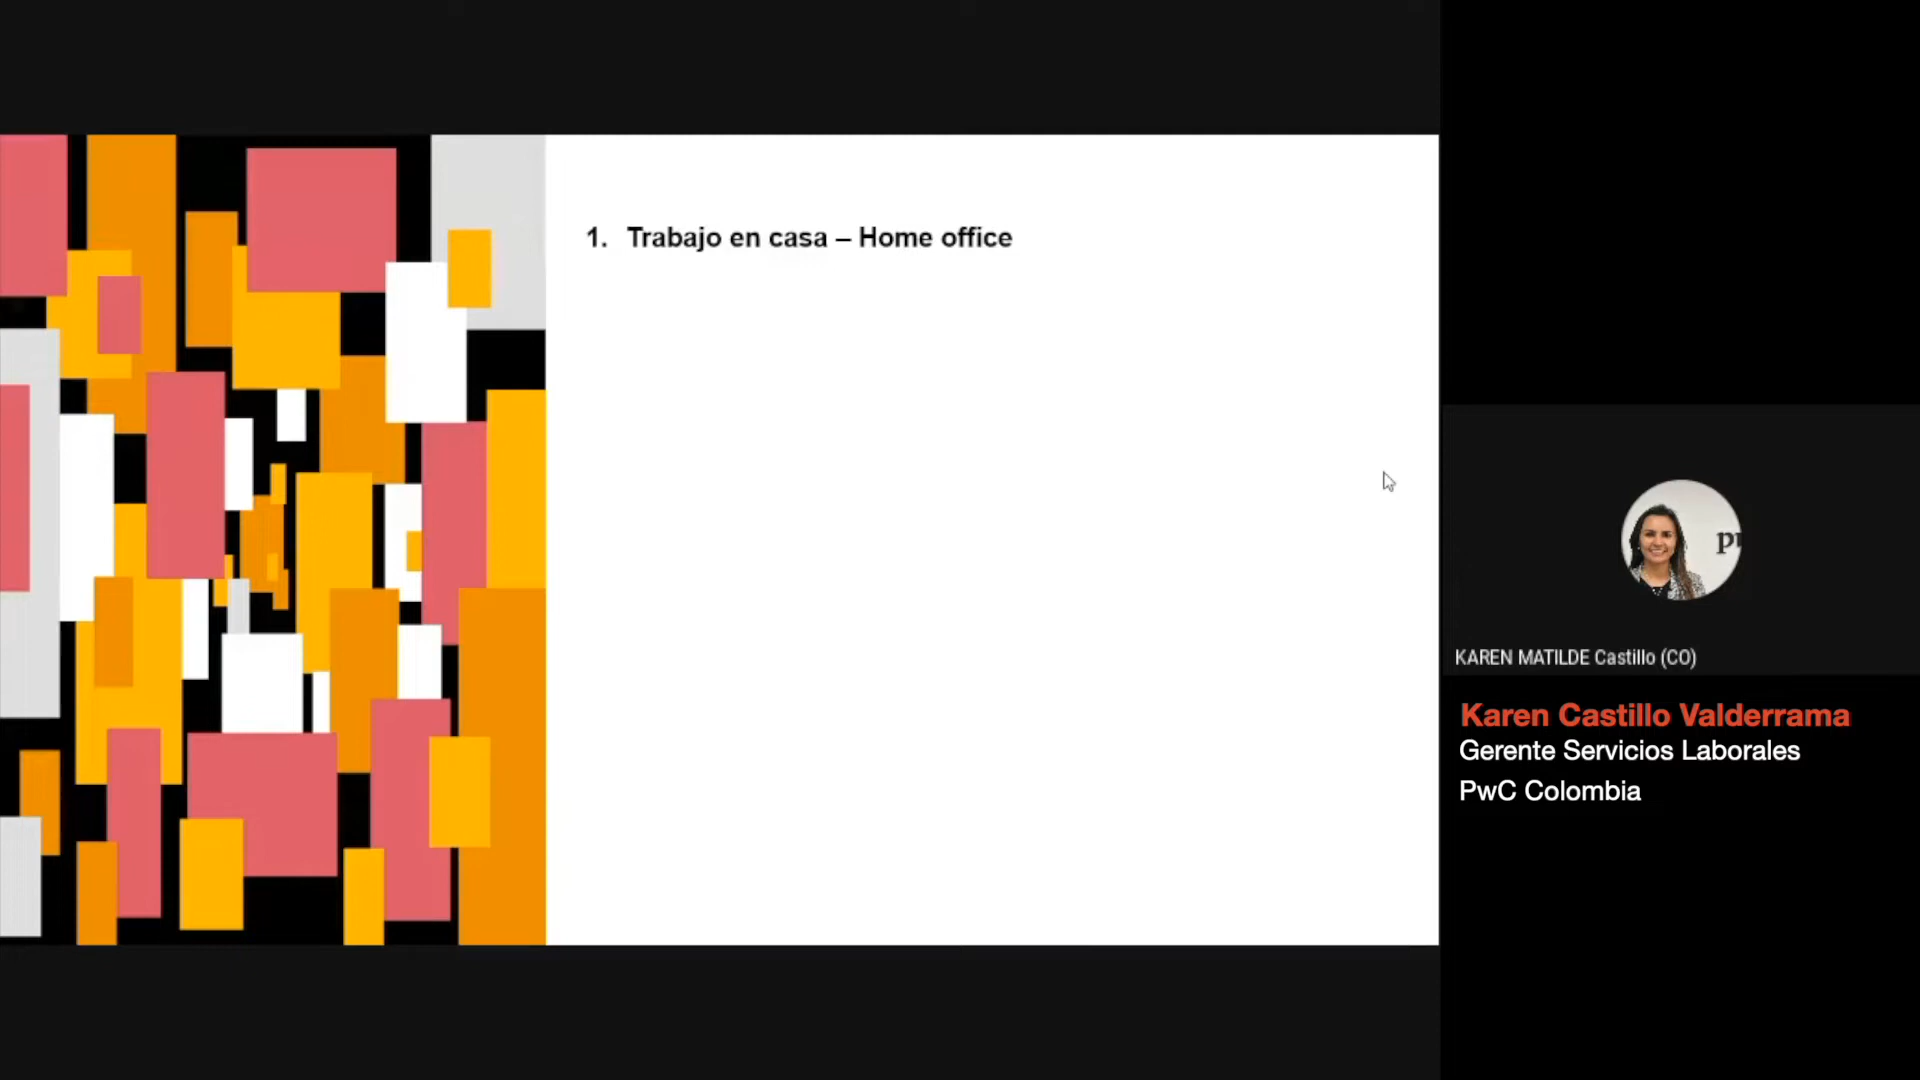 1. Trabajo en casa – Home office
KAREN MATILDE Castillo (CO)
Karen Castillo Valderrama
Gerente Servicios Laborales
PwC Colombia